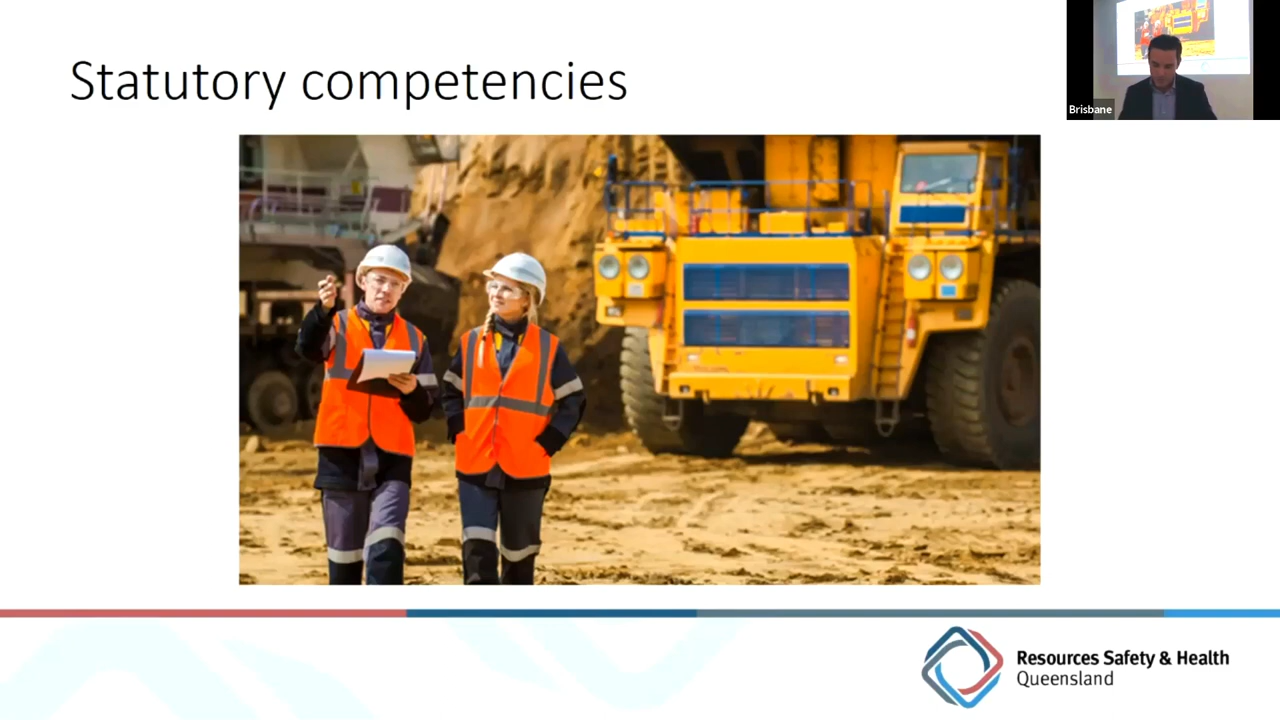 Statutory competencies
Brisbane
Resources Safety & Health
Queensland